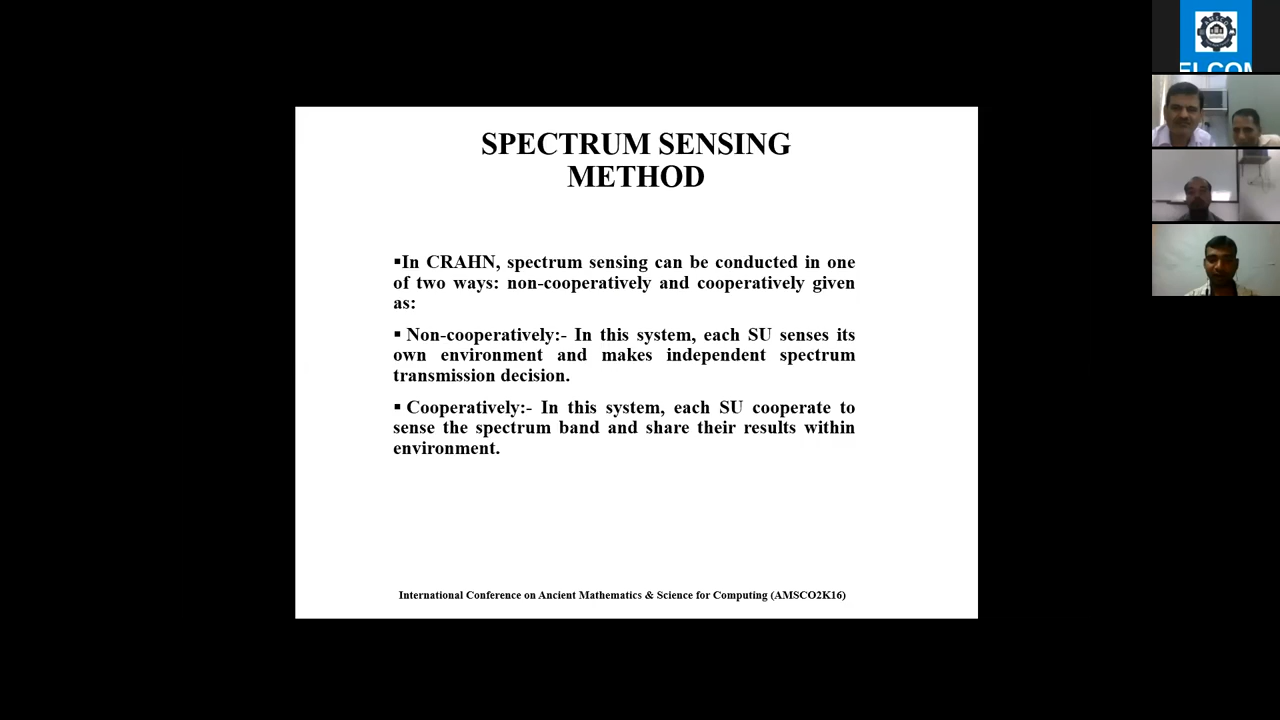 SPECTRUM SENSING
METHOD
▪In CRAHN, spectrum sensing can be conducted in one
of two ways: non-cooperatively and cooperatively given
as:
▪ Non-cooperatively:- In this system, each SU senses its
own environment and makes independent spectrum
transmission decision.
▪ Cooperatively:- In this system, each SU cooperate to
sense the spectrum band and share their results within
environment.
International Conference on Ancient Mathematics & Science for Computing (AMSCO2K16)
AMSCO